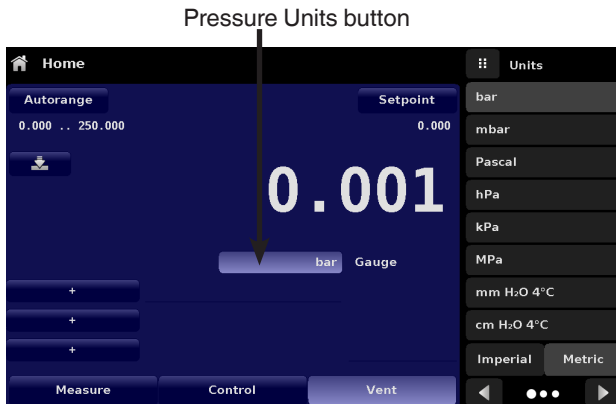 Pressure Units button
Home
Units
Autorange
Setpoint
0.000 .. 250.000
0.000
0.001
bar Gauge
+
+
+
Measure
Control
Vent
bar
mbar
Pascal
hPa
kPa
MPa
mm H₂O 4°C
cm H₂O 4°C
Imperial
Metric